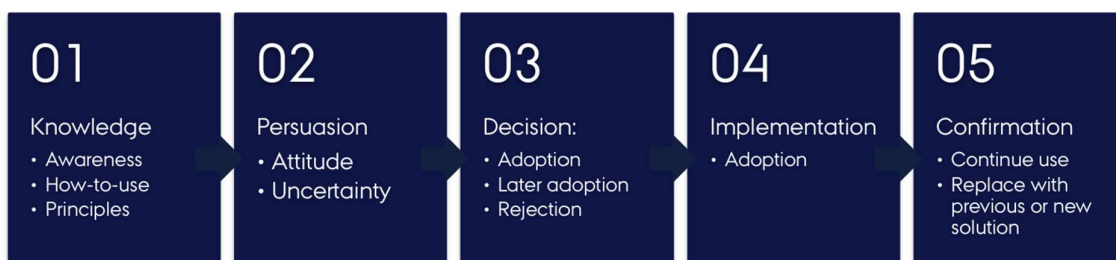 01
Knowledge
• Awareness
• How-to-use
• Principles
02
Persuasion
• Attitude
• Uncertainty
03
Decision:
• Adoption
• Later adoption
• Rejection
04
Implementation
• Adoption
05
Confirmation
• Continue use
• Replace with
previous or new
solution